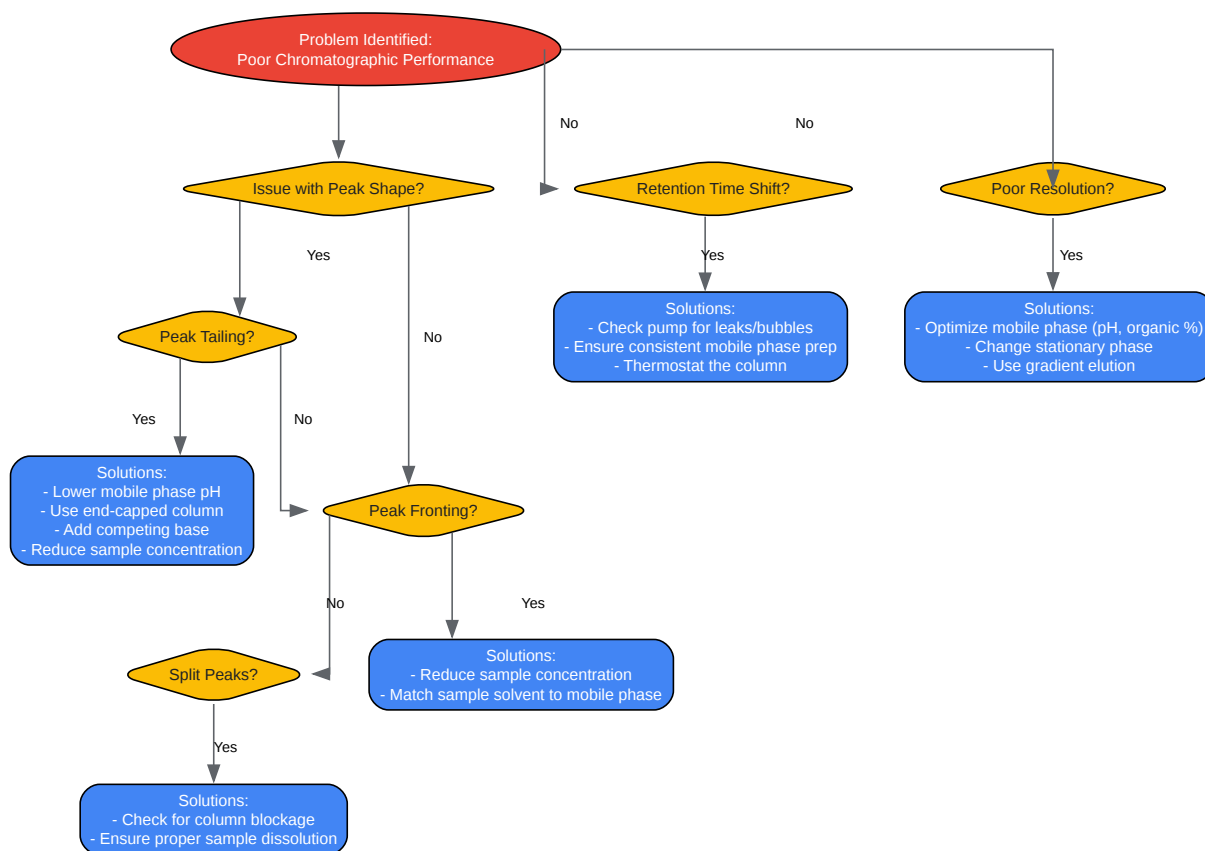 Problem Identified:
Poor Chromatographic Performance
No
No
Issue with Peak Shape?
Retention Time Shift?
Poor Resolution?
Yes
Yes
Yes
Solutions:
- Check pump for leaks/bubbles
- Ensure consistent mobile phase prep
- Thermostat the column
Solutions:
- Optimize mobile phase (pH, organic %)
- Change stationary phase
- Use gradient elution
Peak Tailing?
No
Yes
No
Solutions:
- Lower mobile phase pH
- Use end-capped column
- Add competing base
- Reduce sample concentration
Peak Fronting?
No
Yes
Solutions:
- Reduce sample concentration
- Match sample solvent to mobile phase
Split Peaks?
Yes
Solutions:
- Check for column blockage
- Ensure proper sample dissolution